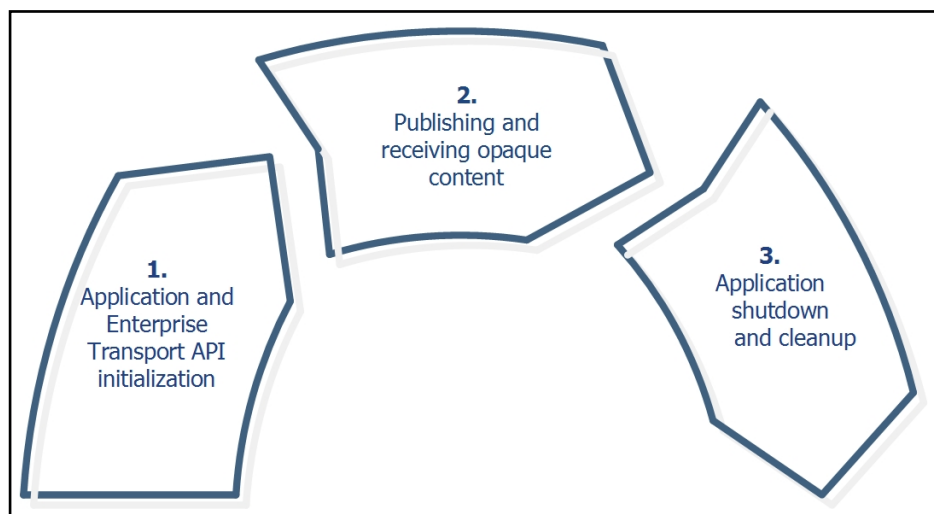 1.
Application and
Enterprise
Transport API
initialization
2.
Publishing and
receiving opaque
content
3.
Application
shutdown
and cleanup